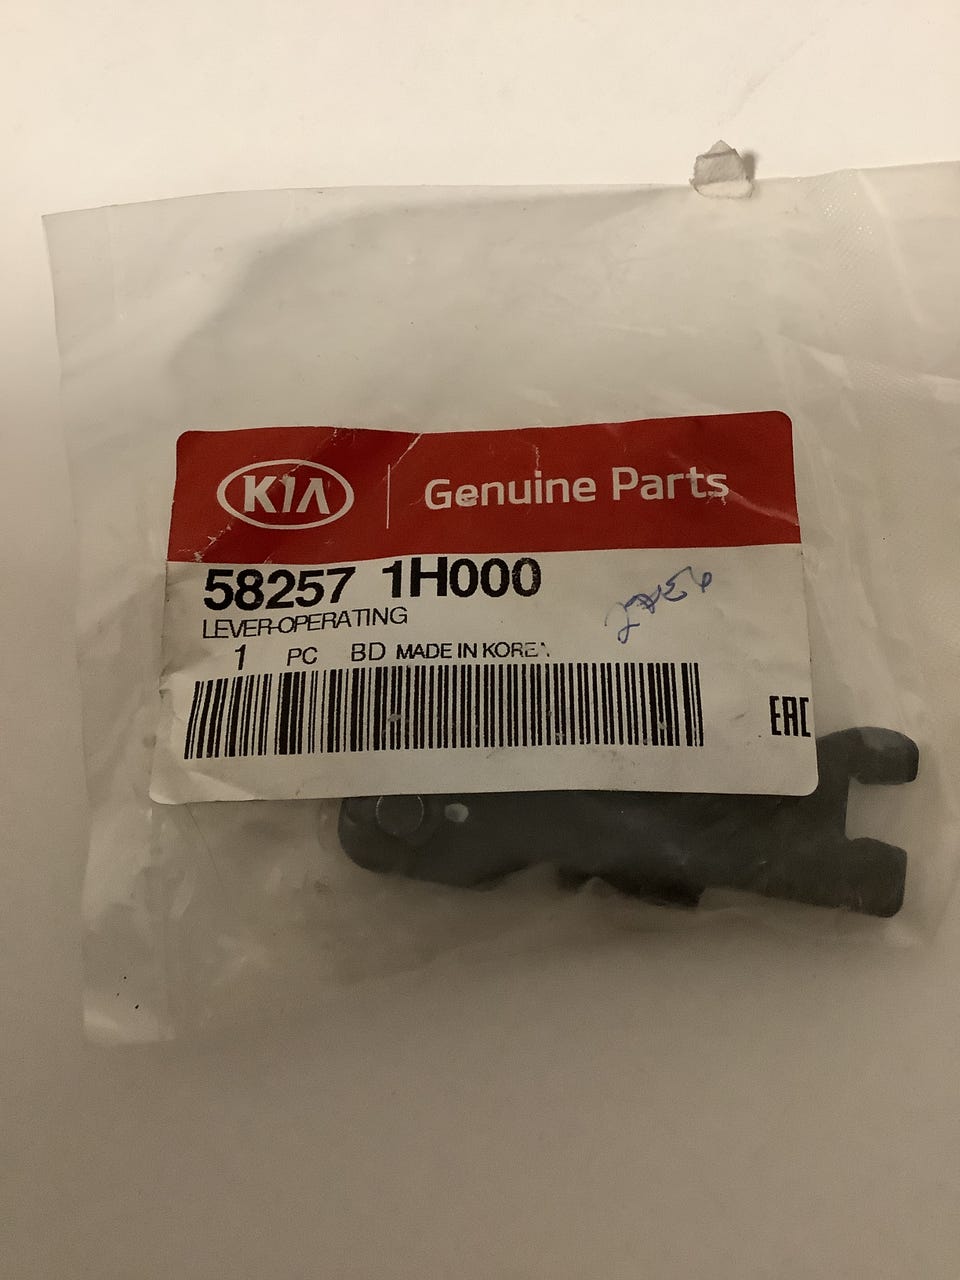 KIA Genuine Parts
58257 1H000
LEVER-OPERATING
1 PC BD MADE IN KOREA
EAC